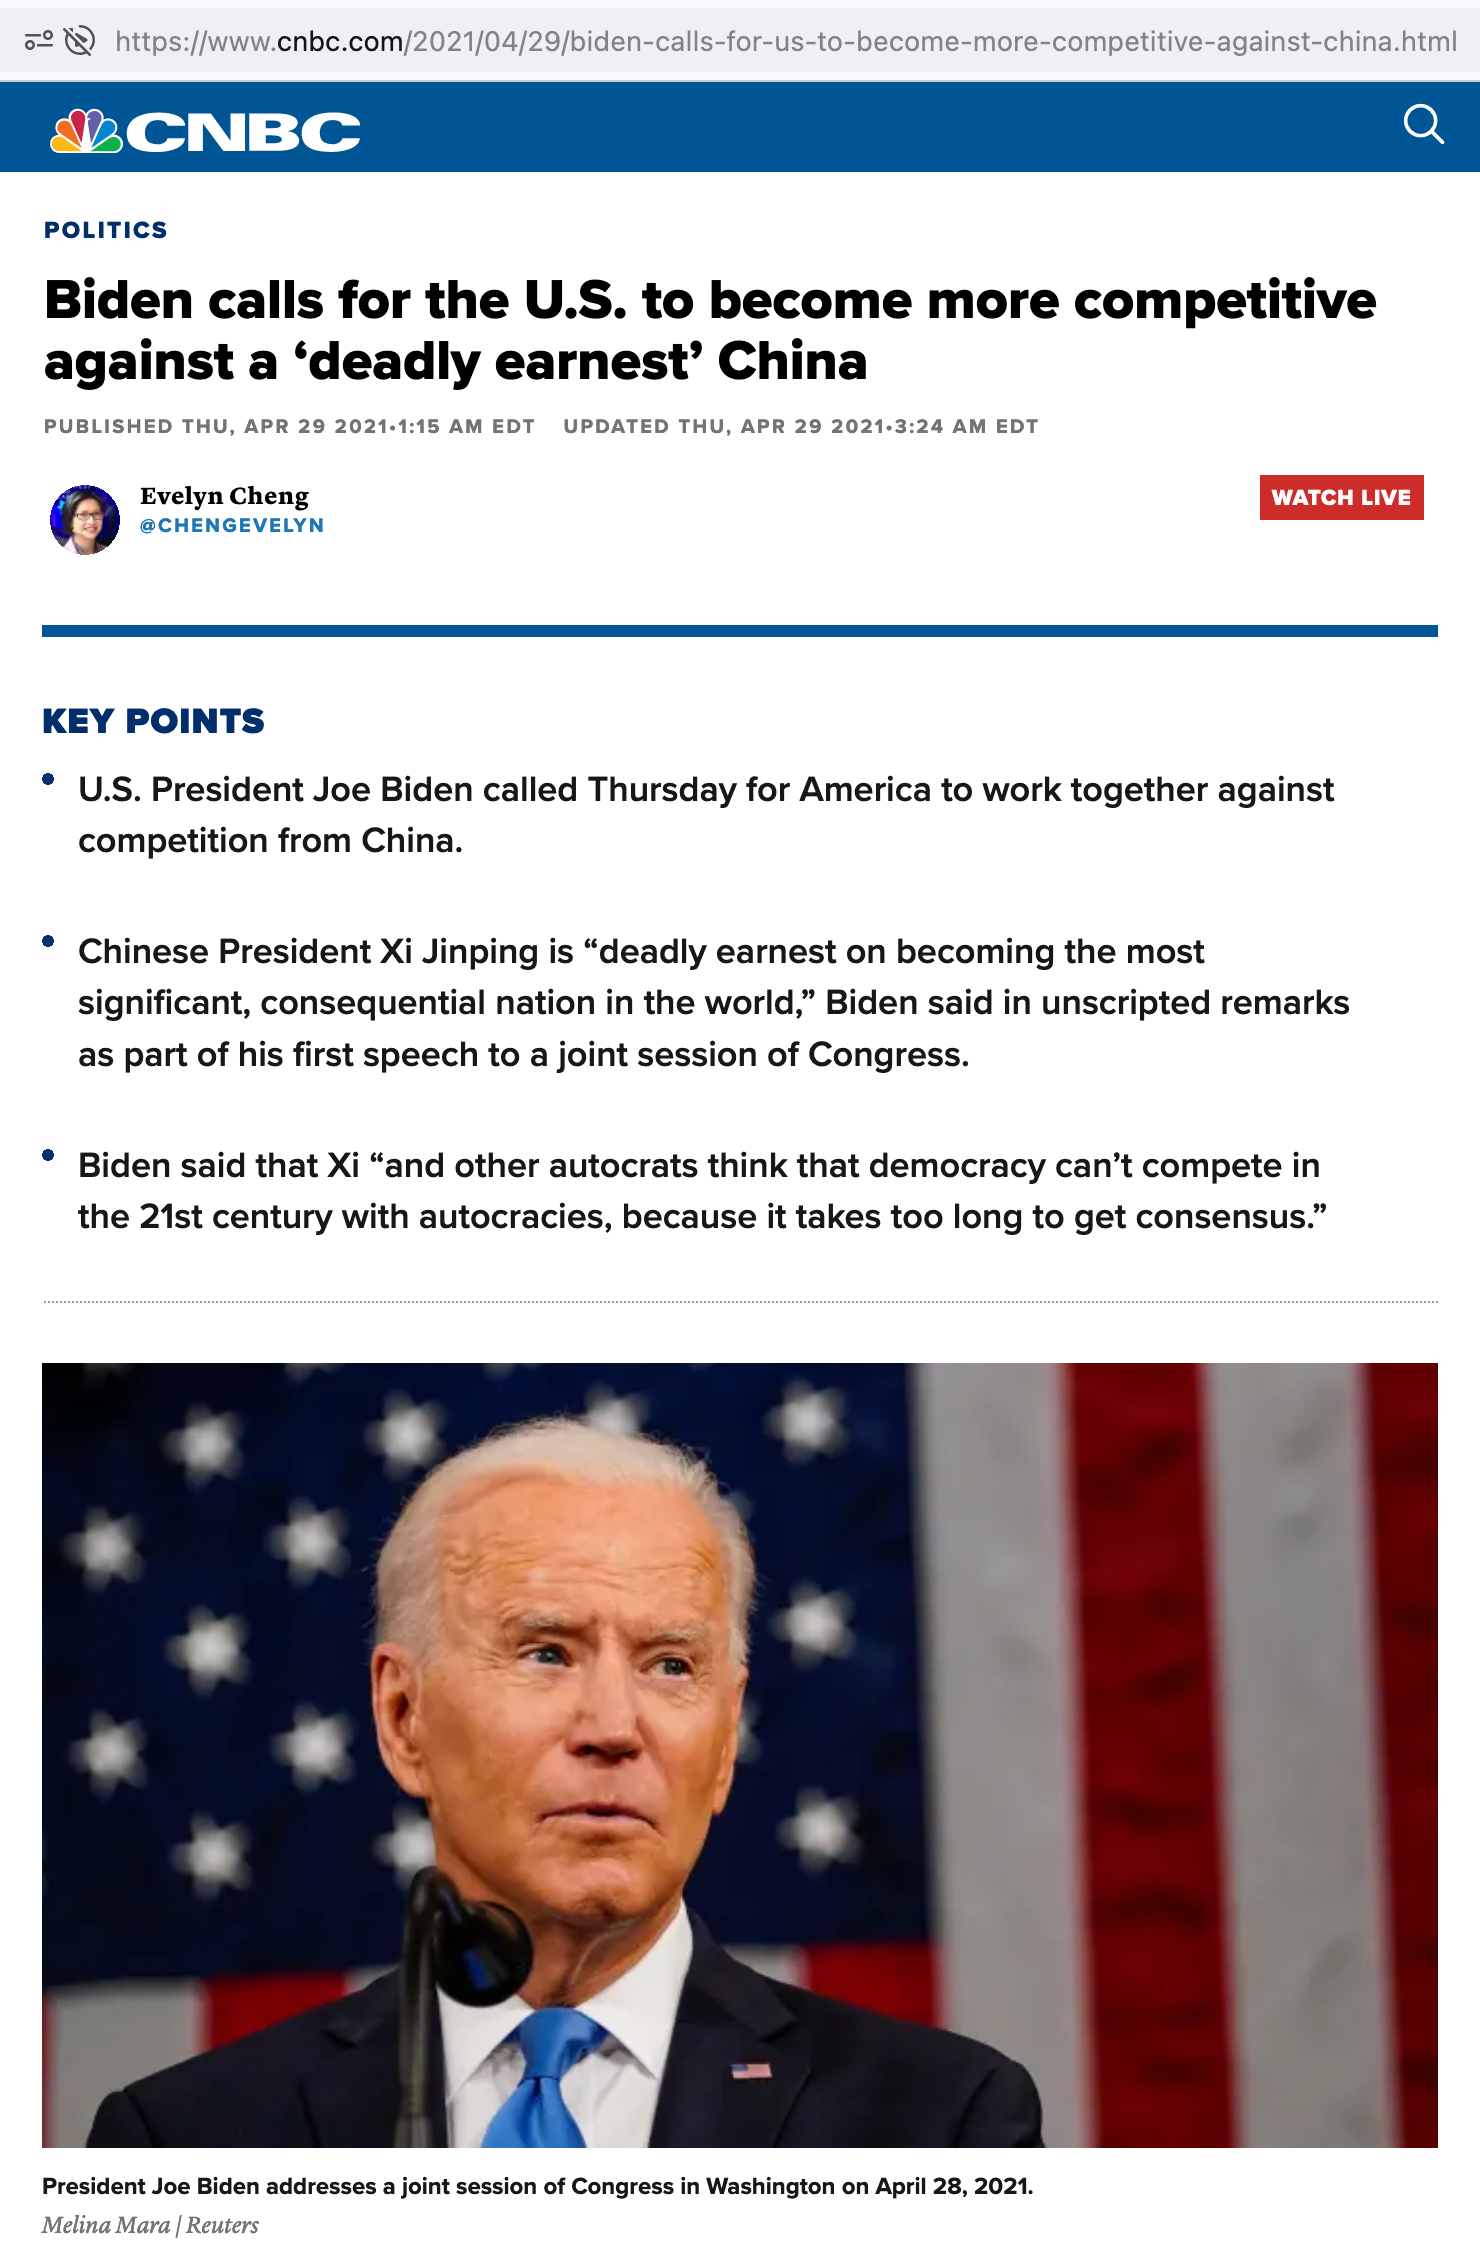 https://www.cnbc.com/2021/04/29/biden-calls-for-us-to-become-more-competitive-against-china.html
CNBC
POLITICS
Biden calls for the U.S. to become more competitive
against a ‘deadly earnest’ China
PUBLISHED THU, APR 29 2021•1:15 AM EDT UPDATED THU, APR 29 2021•3:24 AM EDT
Evelyn Cheng
@CHENGEVELYN
WATCH LIVE
KEY POINTS
U.S. President Joe Biden called Thursday for America to work together against
competition from China.
Chinese President Xi Jinping is “deadly earnest on becoming the most
significant, consequential nation in the world,” Biden said in unscripted remarks
as part of his first speech to a joint session of Congress.
Biden said that Xi “and other autocrats think that democracy can’t compete in
the 21st century with autocracies, because it takes too long to get consensus.”
President Joe Biden addresses a joint session of Congress in Washington on April 28, 2021.
Melina Mara | Reuters